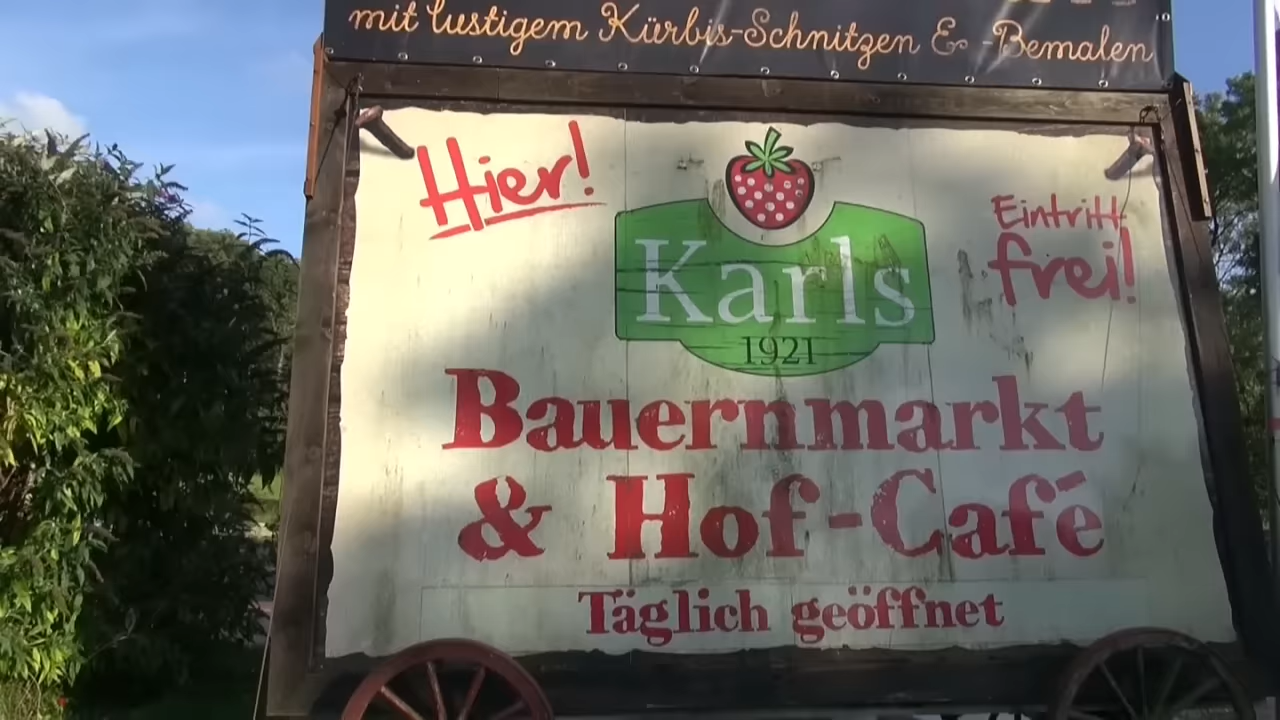 mit lustigem Kürbis-Schnitzen & -Bemalen
Hier!
Eintritt
frei!
Karls
1921
Bauernmarkt
& Hof-Café
Täglich geöffnet